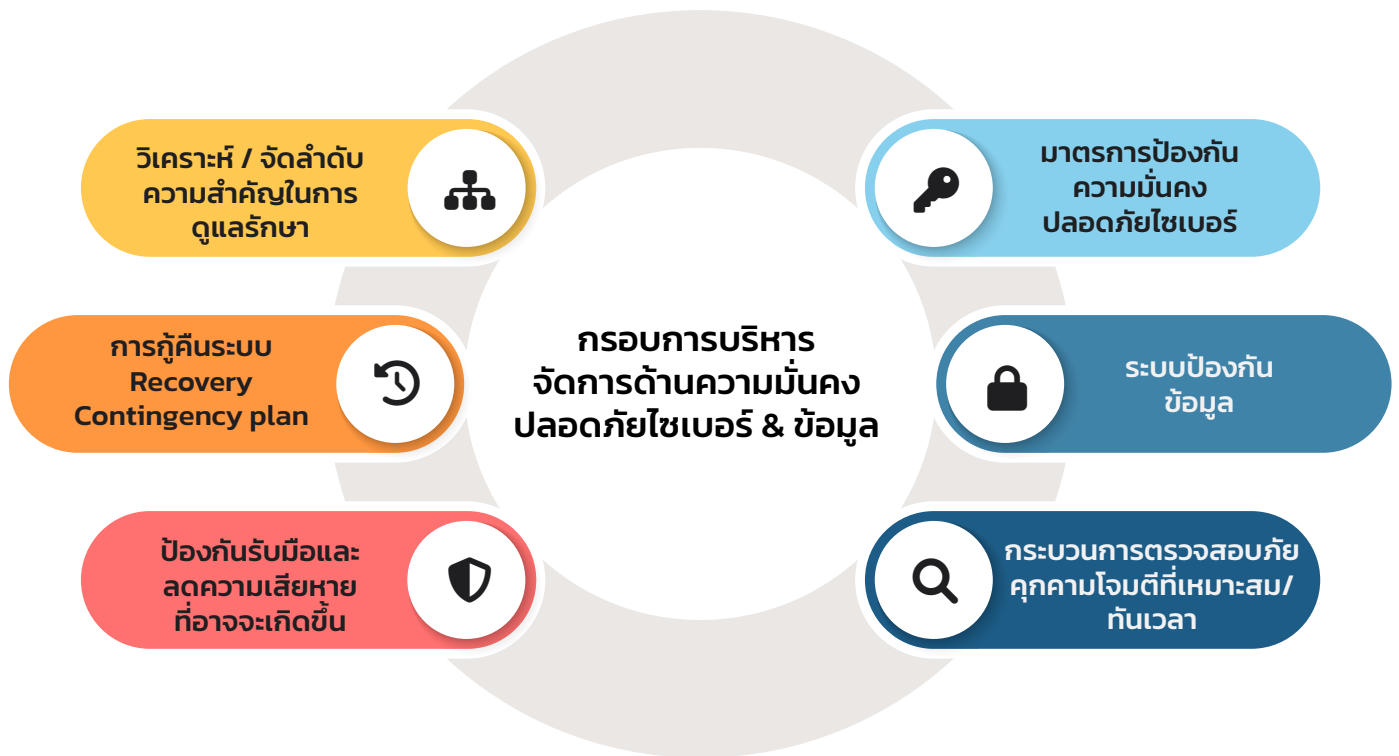 วิเคราะห์ / จัดลำดับ
ความสำคัญในการ
ดูแลรักษา
มาตรการป้องกัน
ความมั่นคง
ปลอดภัยไซเบอร์
การกู้คืนระบบ
Recovery
Contingency plan
กรอบการบริหาร
จัดการด้านความมั่นคง
ปลอดภัยไซเบอร์ & ข้อมูล
ระบบป้องกัน
ข้อมูล
ป้องกันรับมือและ
ลดความเสียหาย
ที่อาจจะเกิดขึ้น
กระบวนการตรวจสอบภัย
คุกคามโจมตีที่เหมาะสม/
ทันเวลา